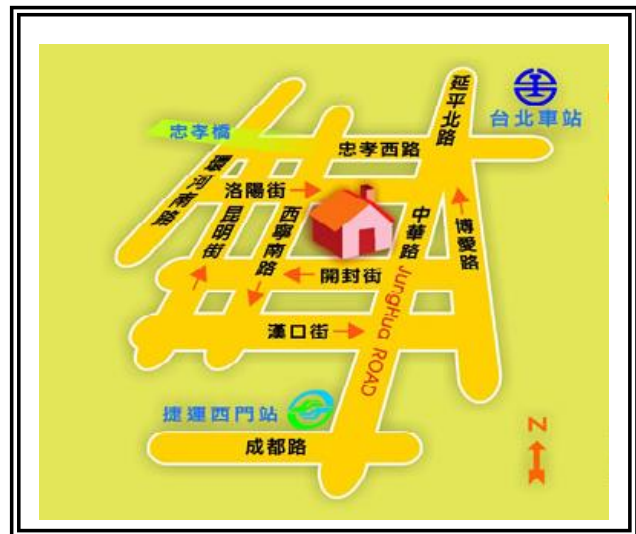 延平北路
台北車站
忠孝橋
忠孝西路
環河南路
洛陽街
昆明街
西寧南路
中華路
JungHua ROAD
博愛路
開封街
漢口街
捷運西門站
成都路
N